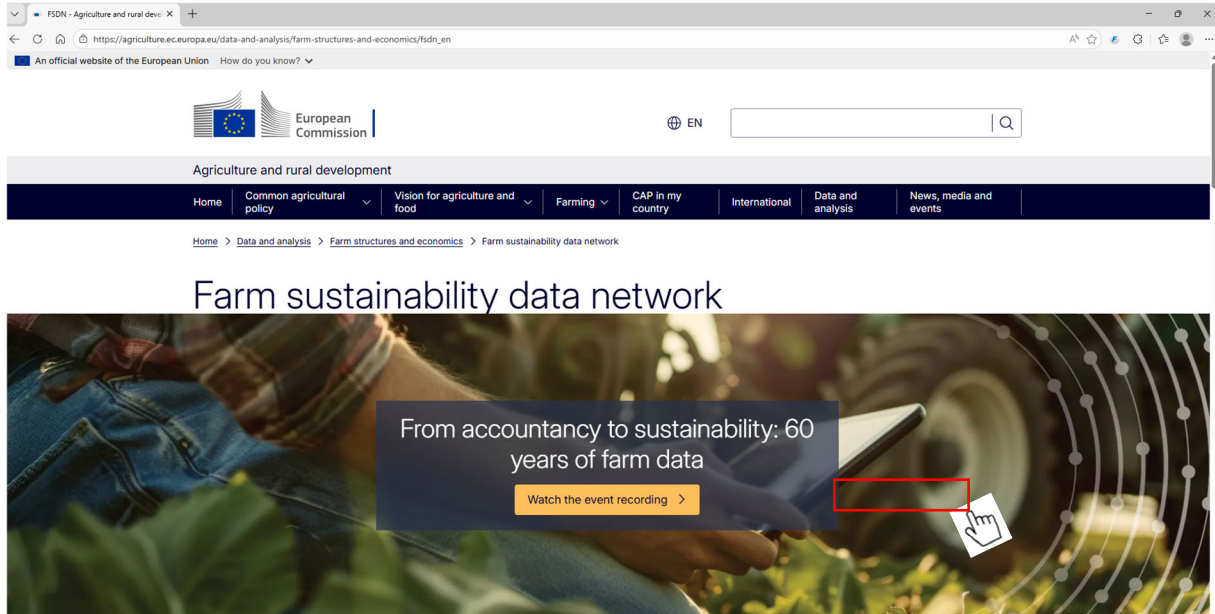 FSDN - Agriculture and rural devel
https://agriculture.ec.europa.eu/data-and-analysis/farm-structures-and-economics/fsdn_en
An official website of the European Union How do you know?
European
Commission
EN
Agriculture and rural development
Home Common agricultural policy Vision for agriculture and food Farming CAP in my country International Data and analysis News, media and events
Home > Data and analysis > Farm structures and economics > Farm sustainability data network
Farm sustainability data network
From accountancy to sustainability: 60
years of farm data
Watch the event recording >